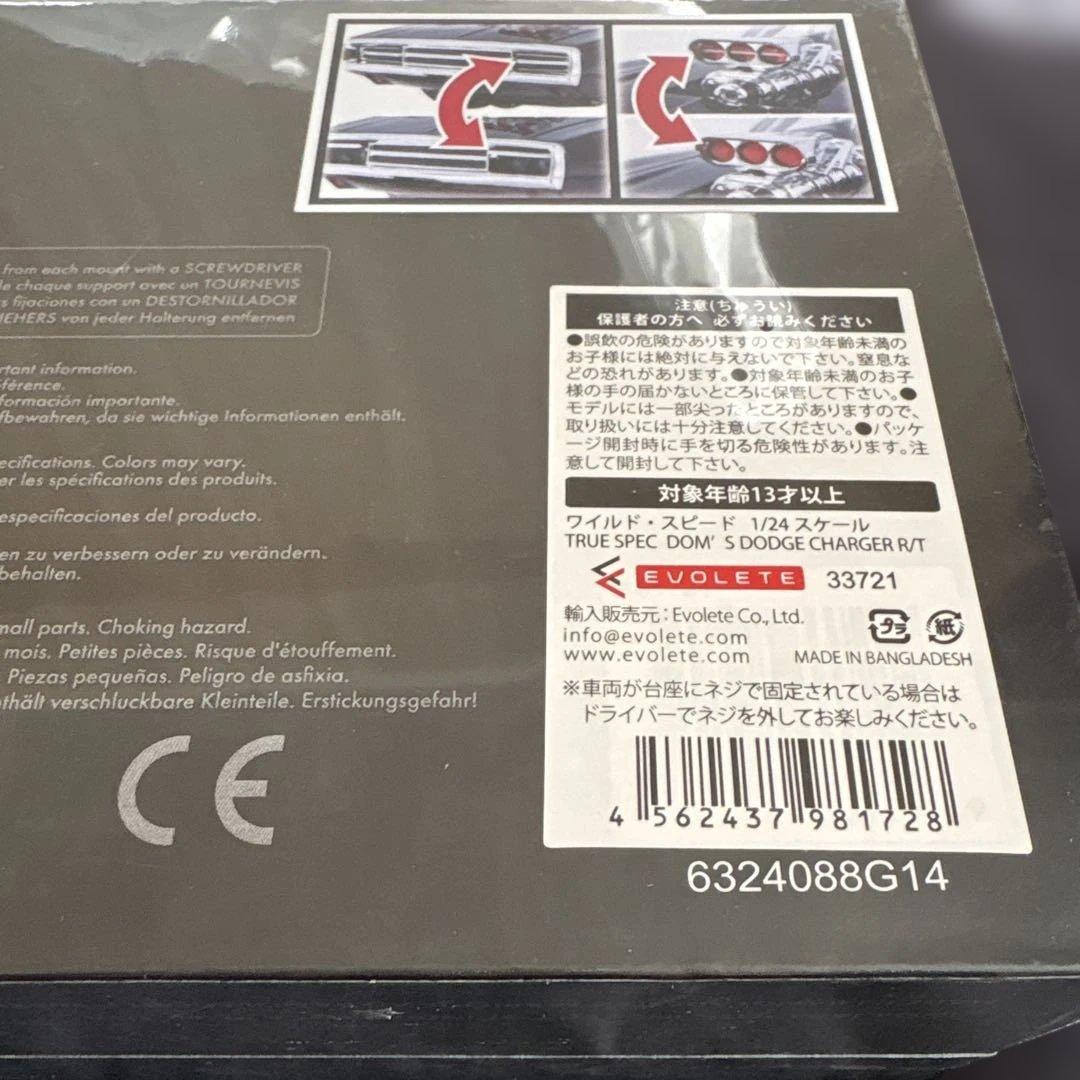 from each mount with a SCREWDRIVER
de chaque support avec un TOURNEVIS
s fijaciones con un DESTORNILLADOR
HEHERS von jeder Halterung entfernen
rtant information.
férence.
formación importante.
fbewahren, da sie wichtige Informationen enthält.
ecifications. Colors may vary.
er les spécifications des produits.
especificaciones del producto.
en zu verbessern oder zu verändern.
behalten.
mall parts. Choking hazard.
mois. Petites pièces. Risque d'étouffement.
Piezas pequeñas. Peligro de asfixia.
nthält verschluckbare Kleinteile. Erstickungsgefahr!
CE
注意(ちゅうい)
保護者の方へ 必ずお読みください
●誤飲の危険がありますので対象年齢未満の
お子様には絶対に与えないで下さい。窒息な
どの恐れがあります。●対象年齢未満のお子
様の手の届かないところに保管して下さい。●
モデルには一部尖ったところがありますので、
取り扱いには十分注意してください。●パッケ
ージ開封時に手を切る危険性があります。注
意して開封して下さい。
対象年齢13才以上
ワイルド・スピード 1/24 スケール
TRUE SPEC DOM'S DODGE CHARGER R/T
EVOLETE 33721
輸入販売元：Evolete Co., Ltd.
info@evolete.com
www.evolete.com
プラ 紙
MADE IN BANGLADESH
※車両が台座にネジで固定されている場合は
ドライバーでネジを外してお楽しみください。
4 562437 981728
6324088G14